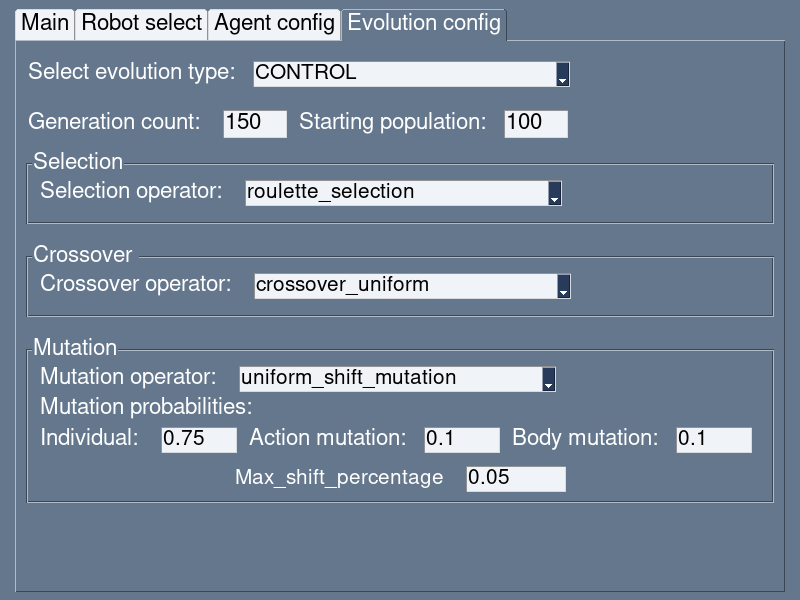 Main Robot select Agent config Evolution config
Select evolution type: CONTROL
Generation count: 150 Starting population: 100
Selection
Selection operator: roulette_selection
Crossover
Crossover operator: crossover_uniform
Mutation
Mutation operator: uniform_shift_mutation
Mutation probabilities:
Individual: 0.75 Action mutation: 0.1 Body mutation: 0.1
Max_shift_percentage 0.05